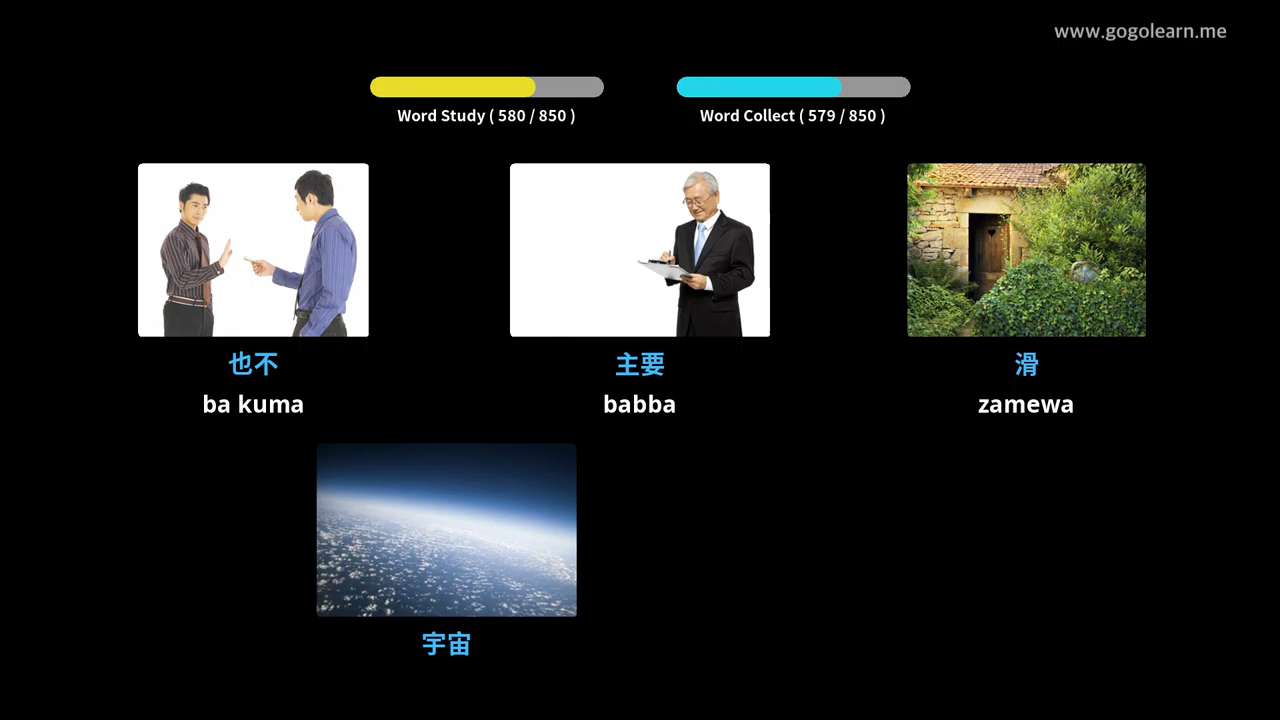 www.gogolearn.me
Word Study ( 580 / 850 )
Word Collect ( 579 / 850 )
也不
主要
滑
ba kuma
babba
zamewa
宇宙